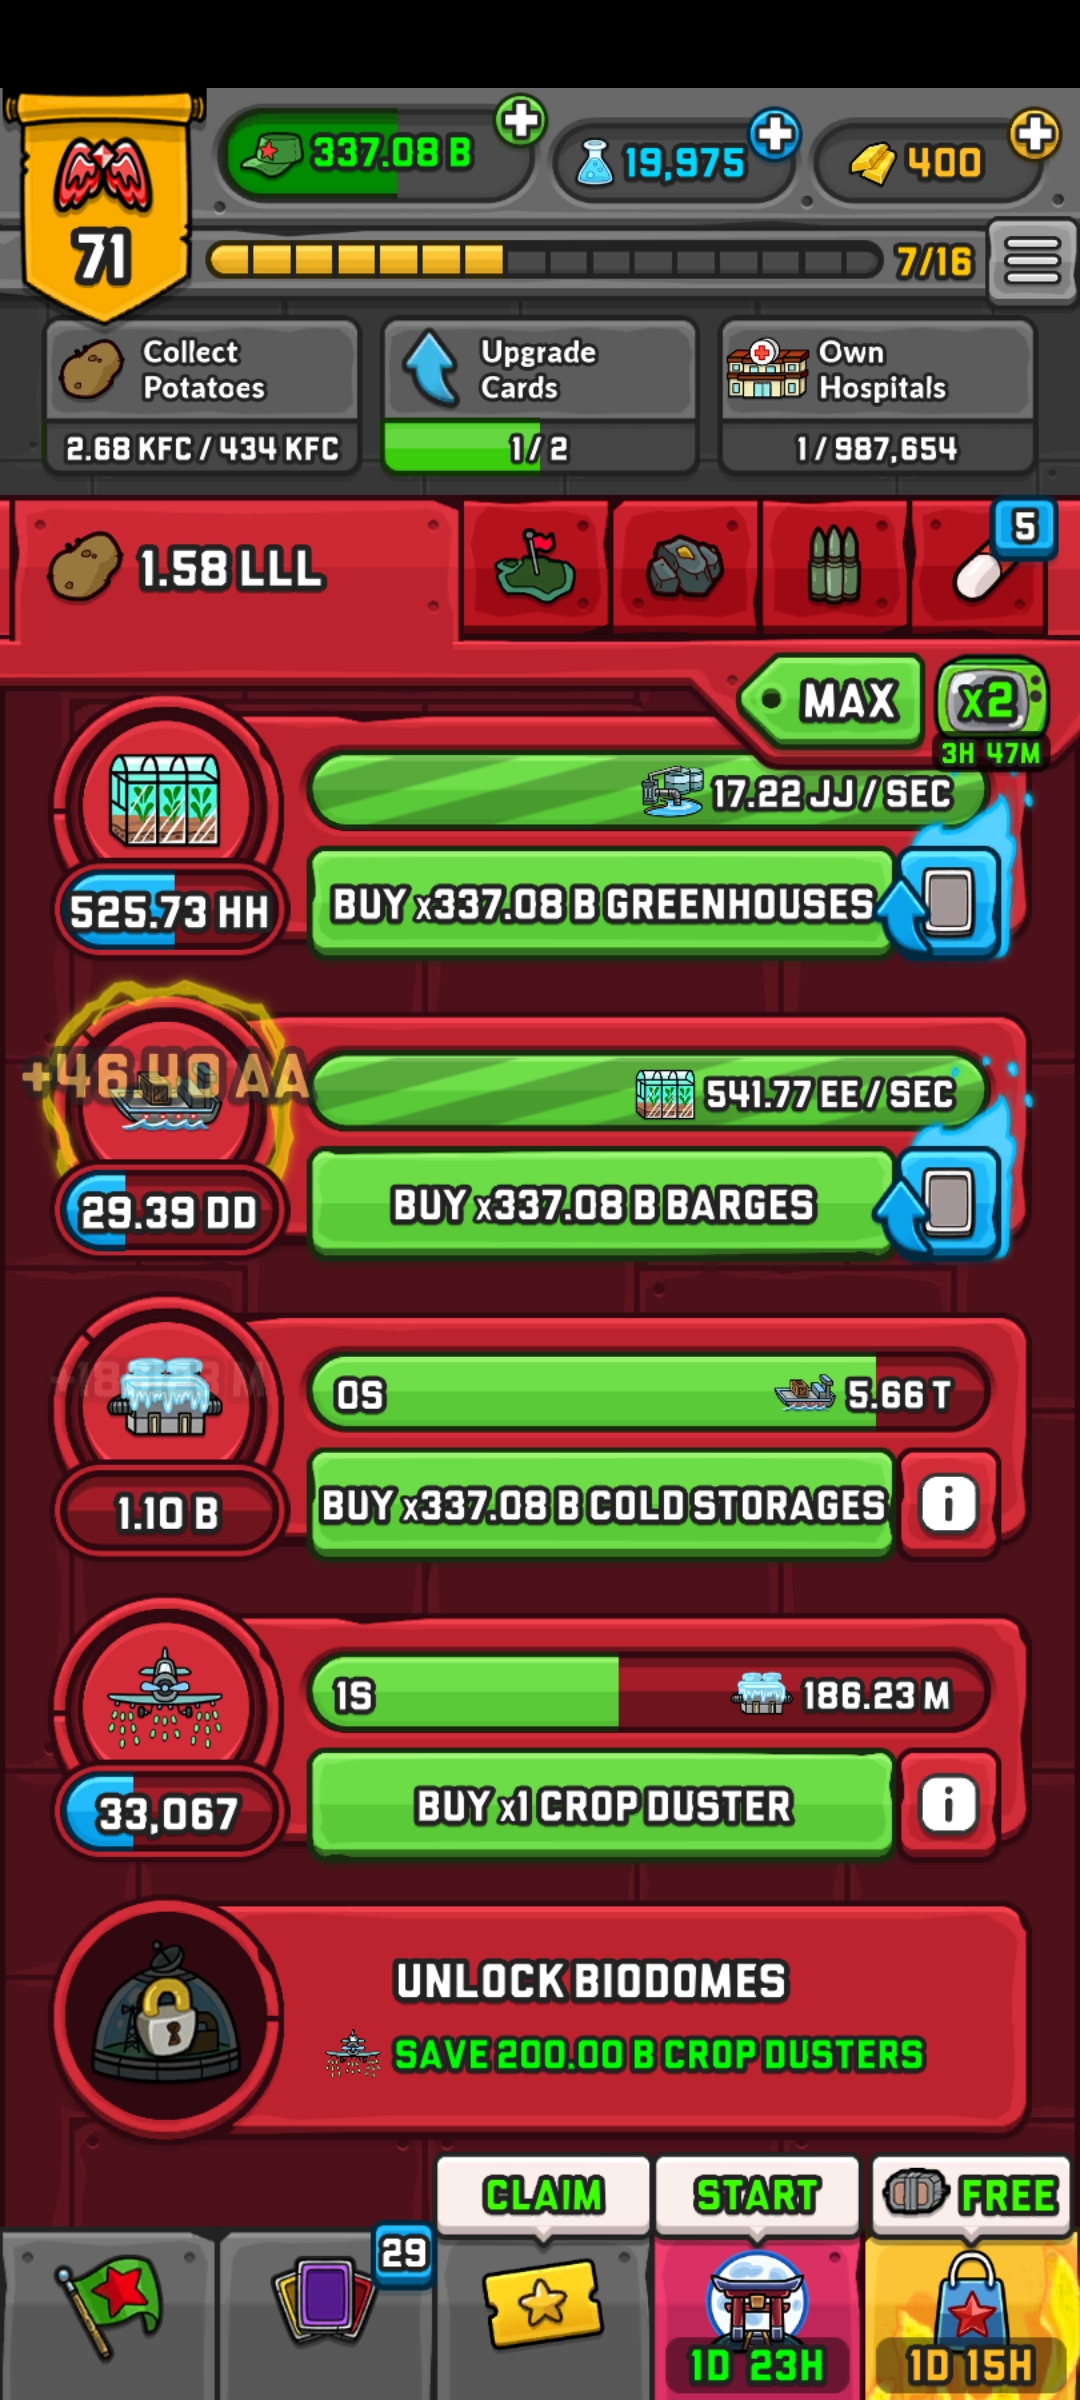 71
337.08 B
19,975
400
7/16
Collect
Potatoes
2.68 KFC / 434 KFC
Upgrade
Cards
1/ 2
Own
Hospitals
1 / 987,654
1.58 LLL
5
MAX
x2
3H 47M
17.22 JJ / SEC
525.73 HH
BUY x337.08 B GREENHOUSES
+46.40 AA
541.77 EE / SEC
29.39 DD
BUY x337.08 B BARGES
0S
5.66 T
1.10 B
BUY x337.08 B COLD STORAGES
i
1S
186.23 M
33,067
BUY x1 CROP DUSTER
i
UNLOCK BIODOMES
SAVE 200.00 B CROP DUSTERS
CLAIM
START
FREE
29
1D 23H
1D 15H